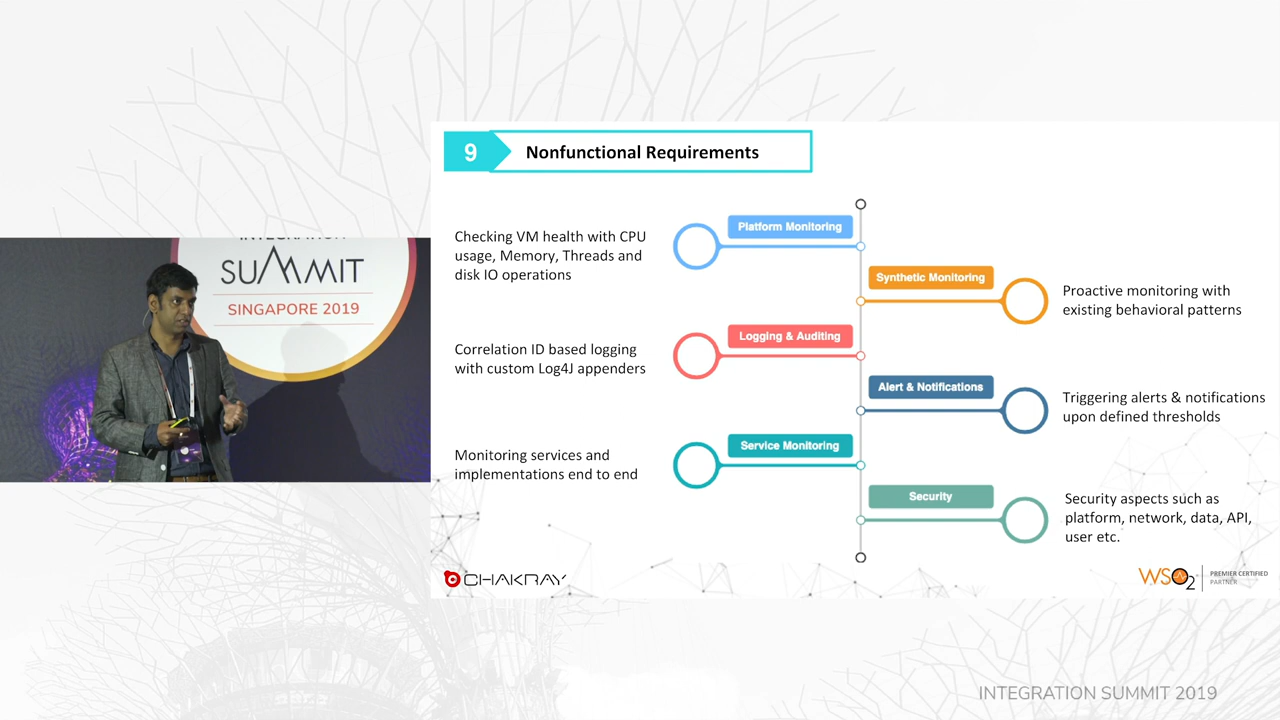 INTEGRATION
SUMMIT
SINGAPORE 2019
9
Nonfunctional Requirements
Platform Monitoring
Checking VM health with CPU
usage, Memory, Threads and
disk IO operations
Synthetic Monitoring
Proactive monitoring with
existing behavioral patterns
Logging & Auditing
Correlation ID based logging
with custom Log4J appenders
Alert & Notifications
Triggering alerts & notifications
upon defined thresholds
Service Monitoring
Monitoring services and
implementations end to end
Security
Security aspects such as
platform, network, data, API,
user etc.
CHAKRAY
WSO2
PREMIER CERTIFIED
PARTNER
INTEGRATION SUMMIT 2019